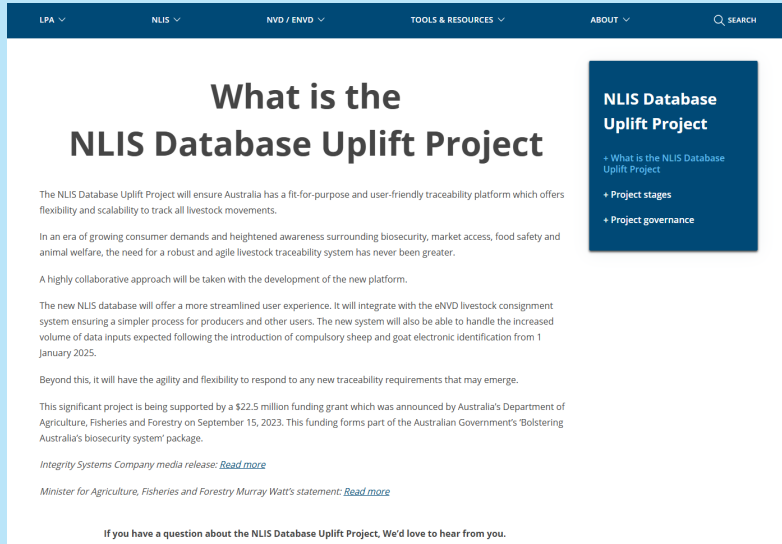 LPA NLIS NVD / ENVD TOOLS & RESOURCES ABOUT SEARCH
What is the
NLIS Database Uplift Project
The NLIS Database Uplift Project will ensure Australia has a fit-for-purpose and user-friendly traceability platform which offers
flexibility and scalability to track all livestock movements.
In an era of growing consumer demands and heightened awareness surrounding biosecurity, market access, food safety and
animal welfare, the need for a robust and agile livestock traceability system has never been greater.
A highly collaborative approach will be taken with the development of the new platform.
The new NLIS database will offer a more streamlined user experience. It will integrate with the eNVD livestock consignment
system ensuring a simpler process for producers and other users. The new system will also be able to handle the increased
volume of data inputs expected following the introduction of compulsory sheep and goat electronic identification from 1
January 2025.
Beyond this, it will have the agility and flexibility to respond to any new traceability requirements that may emerge.
This significant project is being supported by a $22.5 million funding grant which was announced by Australia's Department of
Agriculture, Fisheries and Forestry on September 15, 2023. This funding forms part of the Australian Government's 'Bolstering
Australia's biosecurity system' package.
Integrity Systems Company media release: Read more
Minister for Agriculture, Fisheries and Forestry Murray Watt's statement: Read more
If you have a question about the NLIS Database Uplift Project, We'd love to hear from you.
NLIS Database
Uplift Project
+ What is the NLIS Database
Uplift Project
+ Project stages
+ Project governance